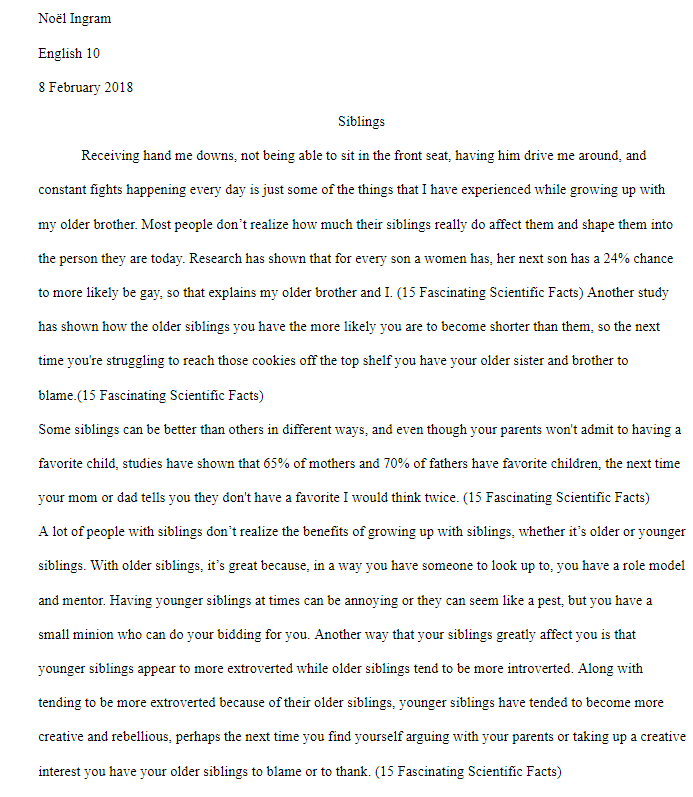 Noël Ingram
English 10
8 February 2018
Siblings
Receiving hand me downs, not being able to sit in the front seat, having him drive me around, and
constant fights happening every day is just some of the things that I have experienced while growing up with
my older brother. Most people don’t realize how much their siblings really do affect them and shape them into
the person they are today. Research has shown that for every son a women has, her next son has a 24% chance
to more likely be gay, so that explains my older brother and I. (15 Fascinating Scientific Facts) Another study
has shown how the older siblings you have the more likely you are to become shorter than them, so the next
time you're struggling to reach those cookies off the top shelf you have your older sister and brother to
blame.(15 Fascinating Scientific Facts)
Some siblings can be better than others in different ways, and even though your parents won't admit to having a
favorite child, studies have shown that 65% of mothers and 70% of fathers have favorite children, the next time
your mom or dad tells you they don't have a favorite I would think twice. (15 Fascinating Scientific Facts)
A lot of people with siblings don’t realize the benefits of growing up with siblings, whether it’s older or younger
siblings. With older siblings, it’s great because, in a way you have someone to look up to, you have a role model
and mentor. Having younger siblings at times can be annoying or they can seem like a pest, but you have a
small minion who can do your bidding for you. Another way that your siblings greatly affect you is that
younger siblings appear to more extroverted while older siblings tend to be more introverted. Along with
tending to be more extroverted because of their older siblings, younger siblings have tended to become more
creative and rebellious, perhaps the next time you find yourself arguing with your parents or taking up a creative
interest you have your older siblings to blame or to thank. (15 Fascinating Scientific Facts)